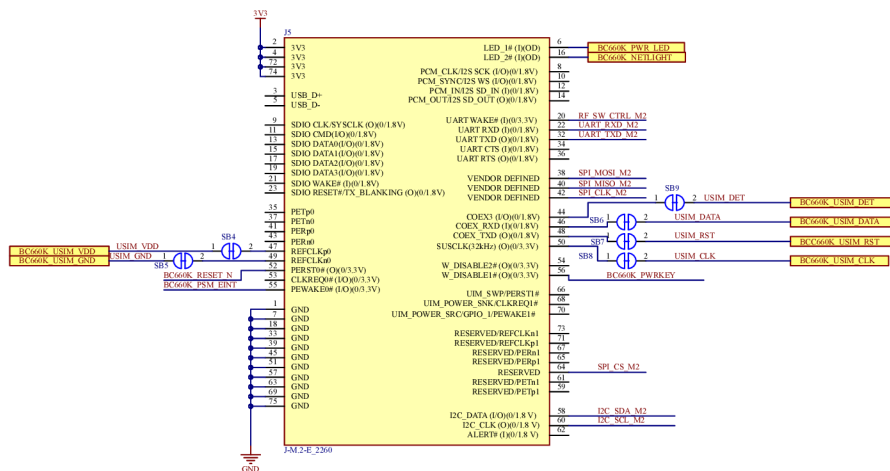 3V3
J5
2 3V3
4 3V3
72 3V3
74 3V3
3 USB_D+
5 USB_D-
9 SDIO CLK/SYSCLK (O)(0/1.8V)
11 SDIO CMD(I/O)(0/1.8V)
13 SDIO DATA0(I/O)(0/1.8V)
15 SDIO DATA1(I/O)(0/1.8V)
17 SDIO DATA2(I/O)(0/1.8V)
19 SDIO DATA3(I/O)(0/1.8V)
21 SDIO WAKE# (I)(0/1.8V)
23 SDIO RESET#/TX_BLANKING (O)(0/1.8V)
35 PETp0
37 PETn0
41 PERp0
43 PERn0
BC660K_USIM_VDD USIM_VDD SB4 1 2 47 REFCLKp0
BC660K_USIM_GND USIM_GND SB5 1 2 49 REFCLKn0
52 PERST0# (O)(0/3.3V)
BC660K_RESET_N 53 CLKREQ0# (I/O)(0/3.3V)
BC660K_PSM_EINT 55 PEWAKE0# (I/O)(0/3.3V)
1 GND
7 GND
18 GND
33 GND
39 GND
45 GND
51 GND
57 GND
63 GND
69 GND
75 GND
GND
J-M.2-E_2260
LED_1# (I)(OD) 6 BC660K_PWR_LED
LED_2# (I)(OD) 16 BC660K_NETLIGHT
PCM_CLK/I2S SCK (I/O)(0/1.8V) 8
PCM_SYNC/I2S WS (I/O)(0/1.8V) 10
PCM_IN/I2S SD_IN (I)(0/1.8V) 12
PCM_OUT/I2S SD_OUT (O)(0/1.8V) 14
UART WAKE# (I)(0/3.3V) 20 RF_SW_CTRL_M2
UART RXD (I)(0/1.8V) 22 UART_RXD_M2
UART TXD (O)(0/1.8V) 32 UART_TXD_M2
UART CTS (I)(0/1.8V) 34
UART RTS (O)(0/1.8V) 36
VENDOR DEFINED 38 SPI_MOSI_M2
VENDOR DEFINED 40 SPI_MISO_M2
VENDOR DEFINED 42 SPI_CLK_M2
COEX3 (I/O)(0/1.8V) 44 1 SB9 2 USIM_DET BC660K_USIM_DET
COEX_RXD (I)(0/1.8V) 46 SB6 1 2 USIM_DATA BC660K_USIM_DATA
COEX_TXD (O)(0/1.8V) 48 SB7 1 2 USIM_RST BCC660K_USIM_RST
SUSCLK(32kHz) (O)(0/3.3V) 50 SB8 1 2 USIM_CLK BC660K_USIM_CLK
W_DISABLE2# (O)(0/3.3V) 54
W_DISABLE1# (O)(0/3.3V) 56 BC660K_PWRKEY
UIM_SWP/PERST1# 66
UIM_POWER_SNK/CLKREQ1# 68
UIM_POWER_SRC/GPIO_1/PEWAKE1# 70
RESERVED/REFCLKn1 73
RESERVED/REFCLKp1 71
RESERVED/PERn1 67
RESERVED/PERp1 65
RESERVED 64 SPI_CS_M2
RESERVED/PETn1 61
RESERVED/PETp1 59
I2C_DATA (I/O)(0/1.8 V) 58 I2C_SDA_M2
I2C_CLK (O)(0/1.8 V) 60 I2C_SCL_M2
ALERT# (I)(0/1.8 V) 62